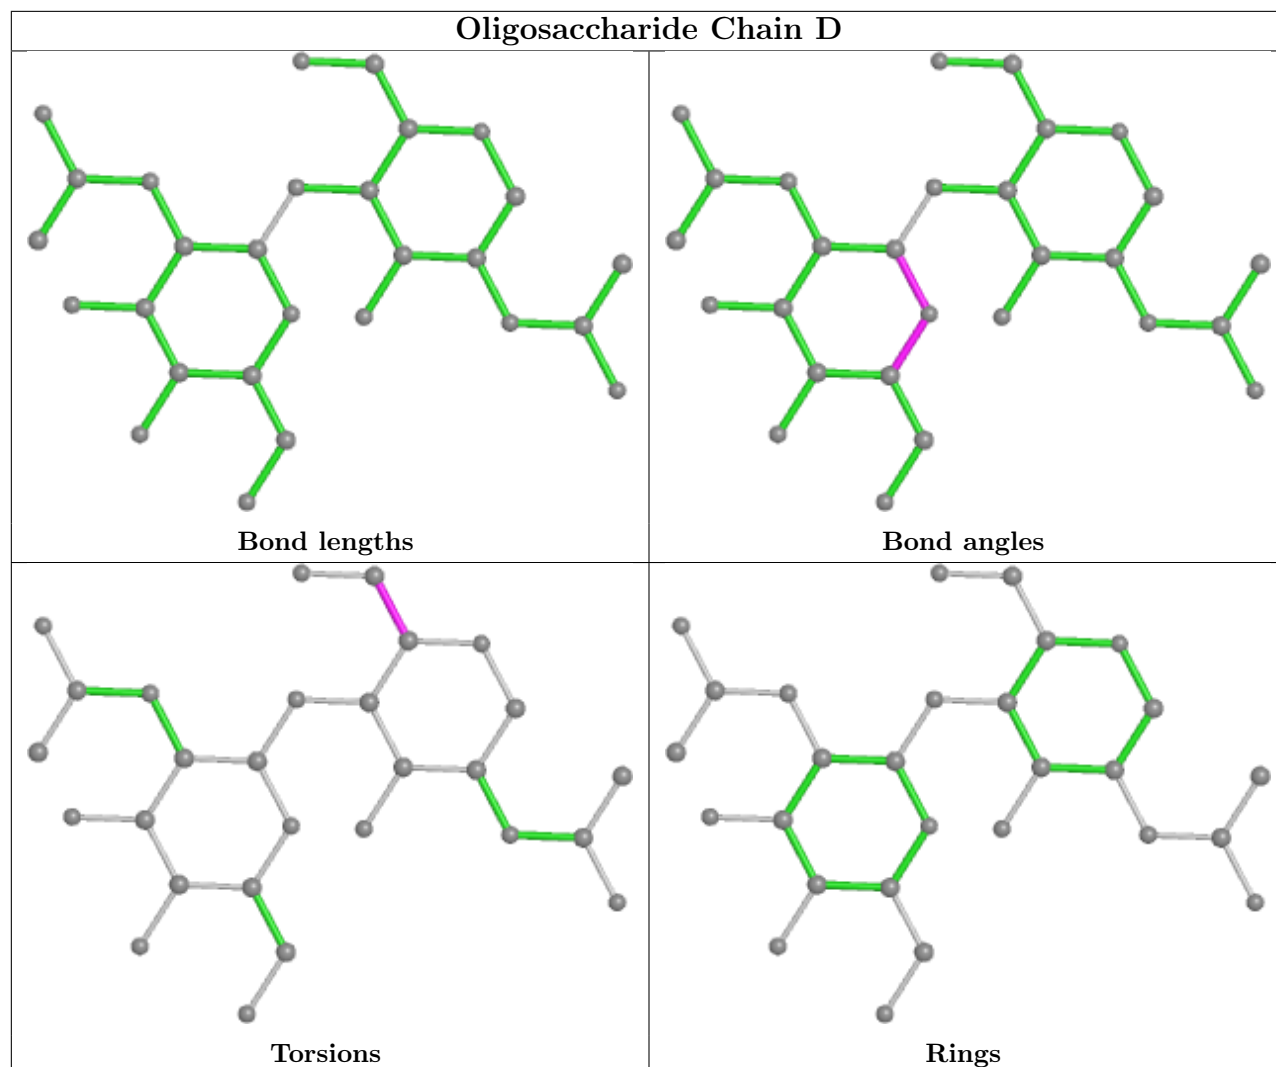 Oligosaccharide Chain D
Bond lengths
Bond angles
Torsions
Rings